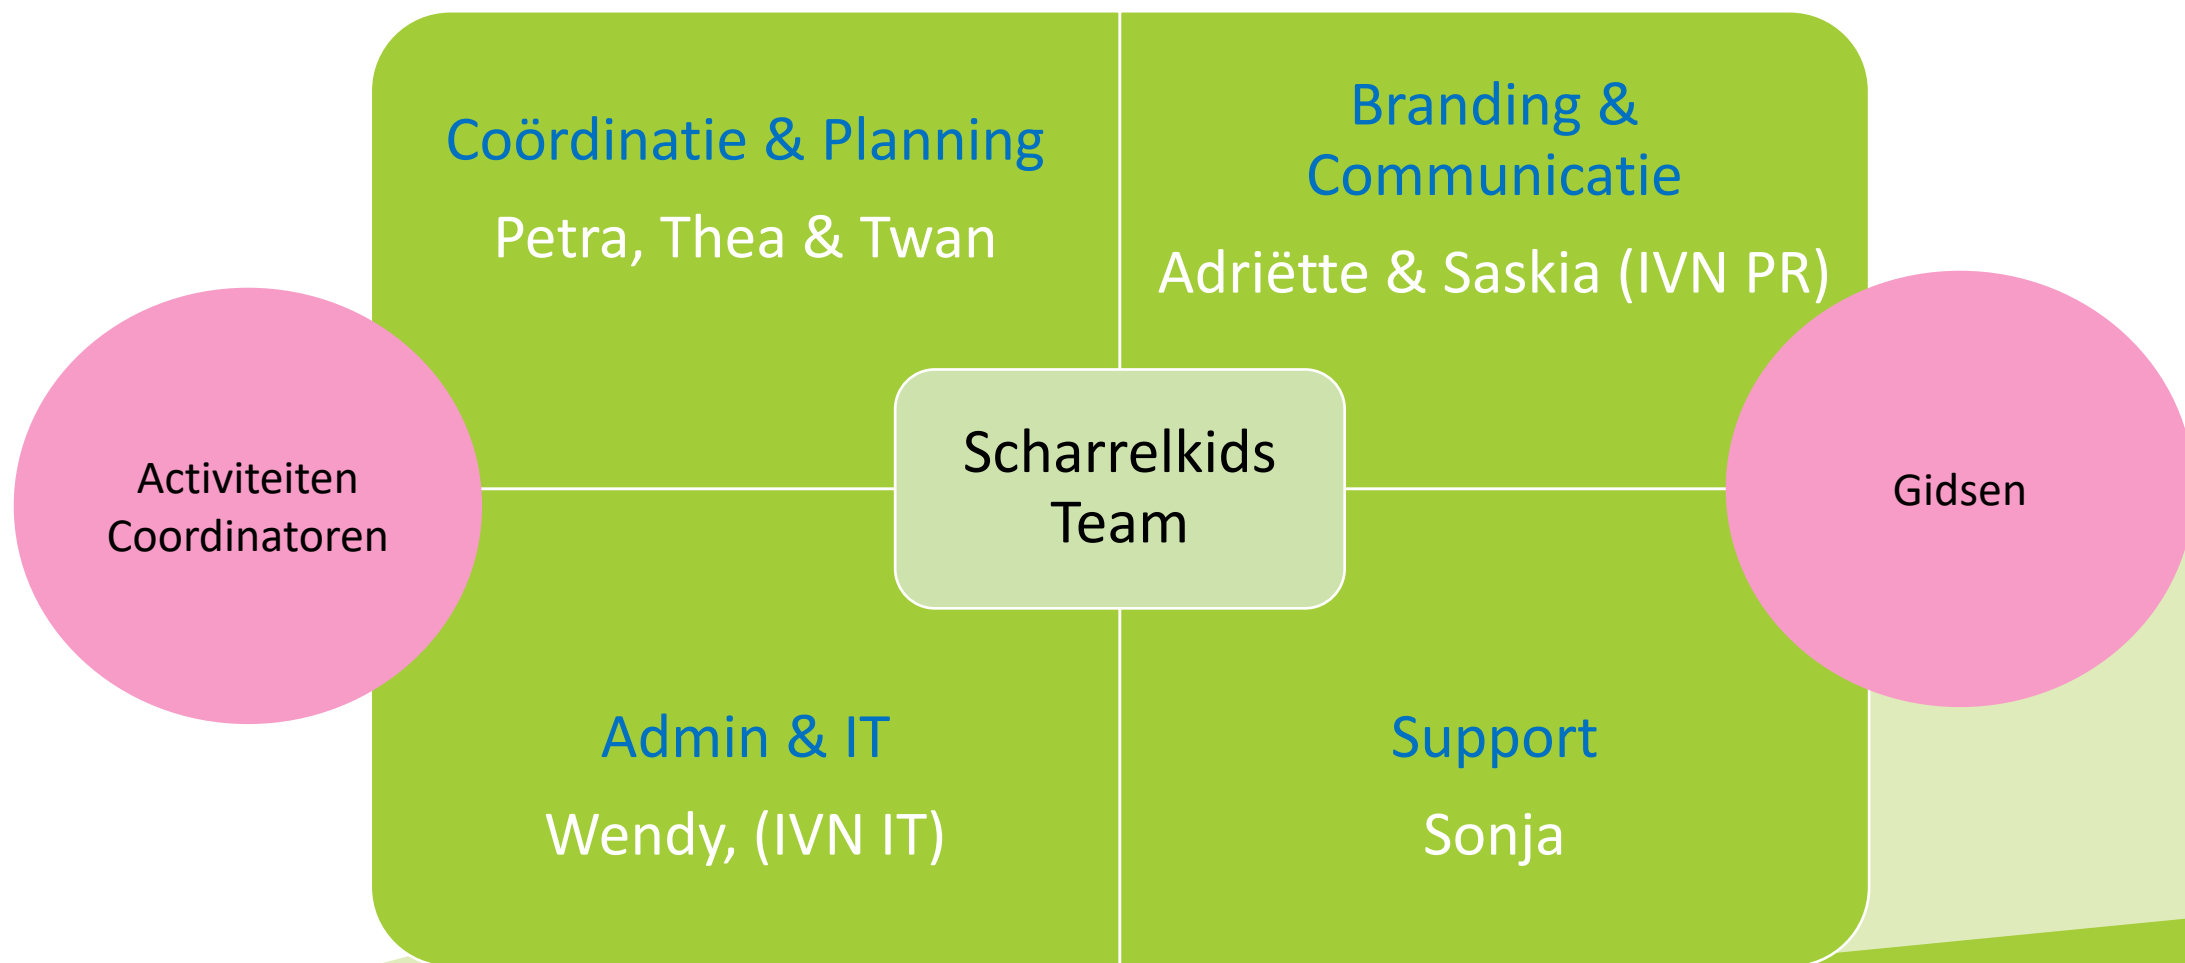 Coördinatie & Planning
Petra, Thea & Twan
Branding &
Communicatie
Adriëtte & Saskia (IVN PR)
Activiteiten
Coordinatoren
Scharrelkids
Team
Gidsen
Admin & IT
Wendy, (IVN IT)
Support
Sonja